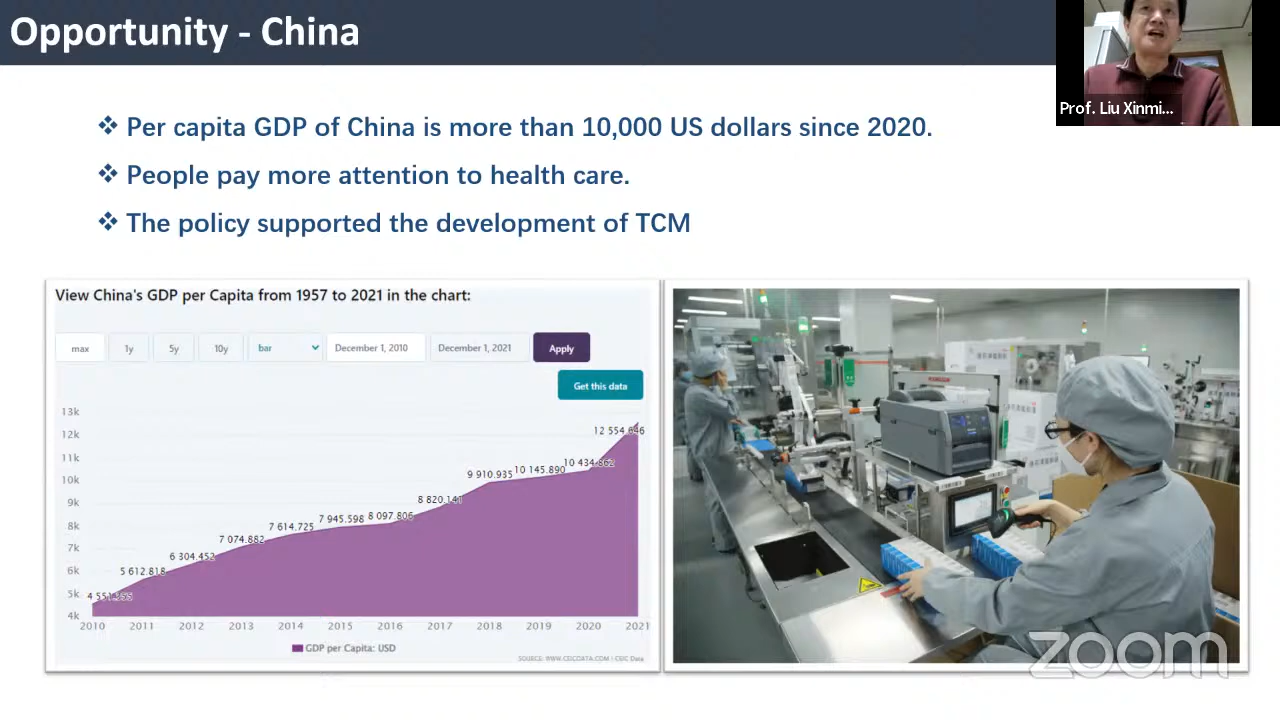 Opportunity - China
Prof. Liu Xinmi...
❖ Per capita GDP of China is more than 10,000 US dollars since 2020.
❖ People pay more attention to health care.
❖ The policy supported the development of TCM
View China's GDP per Capita from 1957 to 2021 in the chart:
max 1y 5y 10y bar December 1, 2010 December 1, 2021 Apply
Get this data
13k
12k
11k
10k
9k
8k
7k
6k
5k
4k
12 554.646
10 434.862
10 145.890
9 910.935
8 820.141
8 097.806
7 945.598
7 614.725
7 074.882
6 304.452
5 612.818
2010 2011 2012 2013 2014 2015 2016 2017 2018 2019 2020 2021
GDP per Capita: USD
SOURCE: WWW.CEICDATA.COM | CEIC Data
zoom